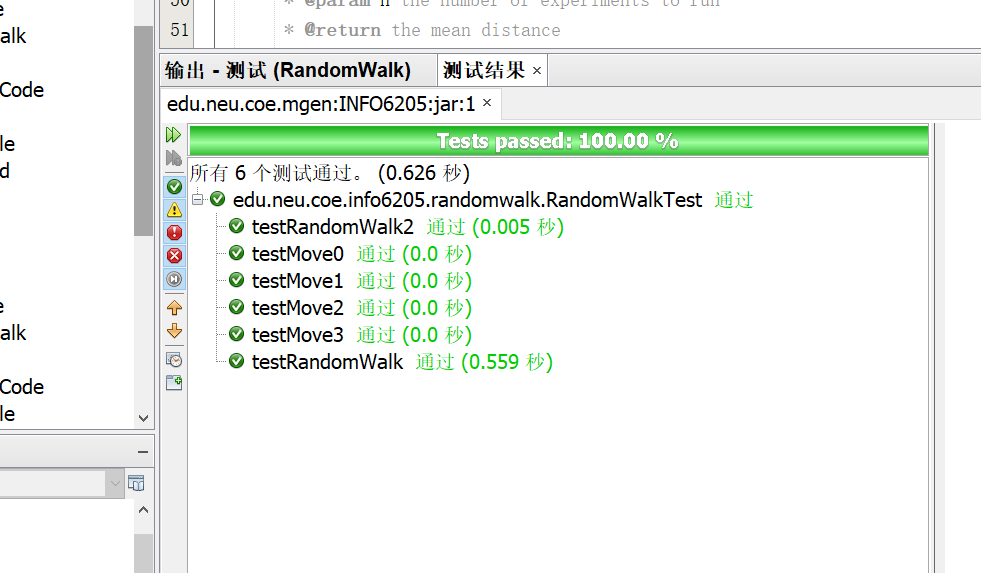 alk
Code
le
d
alk
Code
le
50 * @param n the number of experiments to run
51 * @return the mean distance
输出 - 测试 (RandomWalk) 测试结果 ×
edu.neu.coe.mgen:INFO6205:jar:1 ×
Tests passed: 100.00 %
所有 6 个测试通过。 (0.626 秒)
edu.neu.coe.info6205.randomwalk.RandomWalkTest 通过
testRandomWalk2 通过 (0.005 秒)
testMove0 通过 (0.0 秒)
testMove1 通过 (0.0 秒)
testMove2 通过 (0.0 秒)
testMove3 通过 (0.0 秒)
testRandomWalk 通过 (0.559 秒)